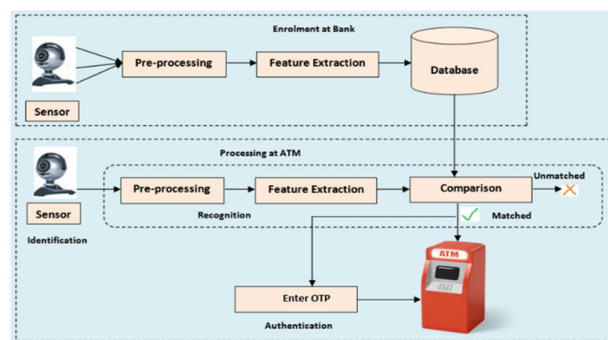 Enrolment at Bank
Pre-processing
Feature Extraction
Database
Sensor
Processing at ATM
Unmatched
Pre-processing
Feature Extraction
Comparison
Sensor
Recognition
Matched
Identification
ATM
Enter OTP
Authentication